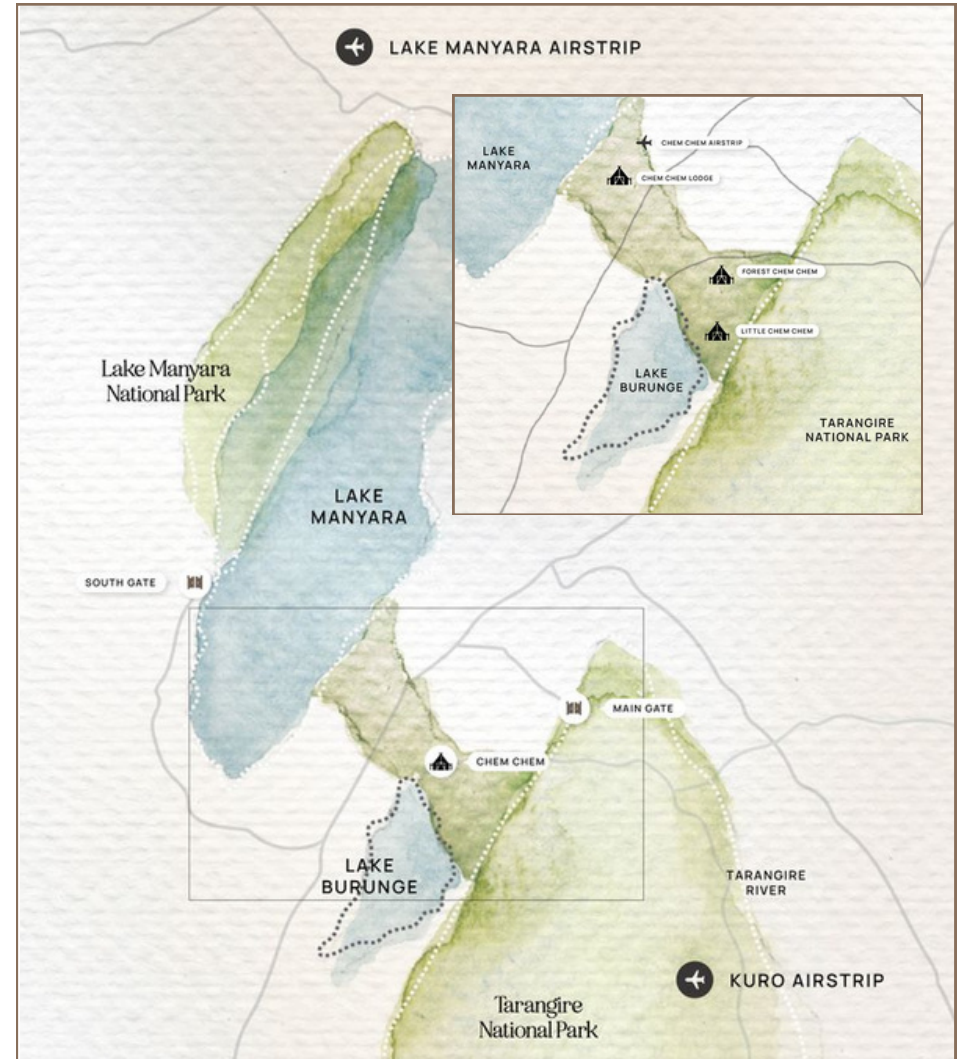 LAKE MANYARA AIRSTRIP
LAKE
MANYARA
CHEM CHEM AIRSTRIP
CHEM CHEM LODGE
FOREST CHEM CHEM
LITTLE CHEM CHEM
LAKE
BURUNGE
TARANGIRE
NATIONAL PARK
Lake Manyara
National Park
LAKE
MANYARA
SOUTH GATE
MAIN GATE
CHEM CHEM
LAKE
BURUNGE
TARANGIRE
RIVER
KURO AIRSTRIP
Tarangire
National Park